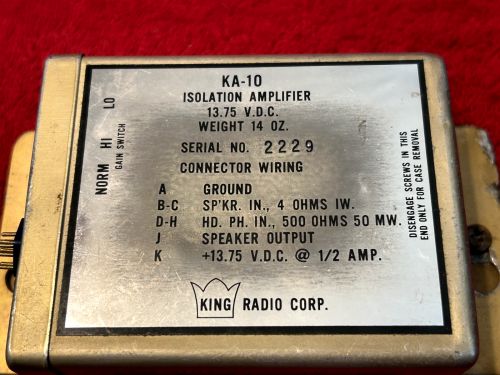 KA-10
ISOLATION AMPLIFIER
13.75 V.D.C.
WEIGHT 14 OZ.
SERIAL NO. 2229
CONNECTOR WIRING
A GROUND
B-C SP'KR. IN., 4 OHMS IW.
D-H HD. PH. IN., 500 OHMS 50 MW.
J SPEAKER OUTPUT
K +13.75 V.D.C. @ 1/2 AMP.
KING RADIO CORP.
NORM HI LO
GAIN SWITCH
DISENGAGE SCREWS IN THIS
END ONLY FOR CASE REMOVAL